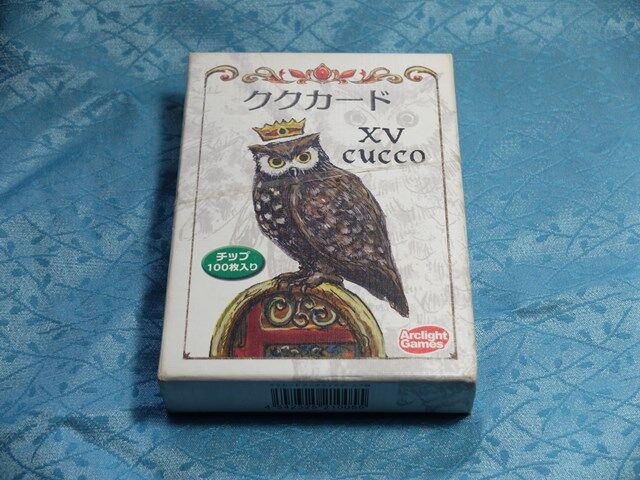 ククカード
XV
cucco
チップ
100枚入り
Arclight
Games